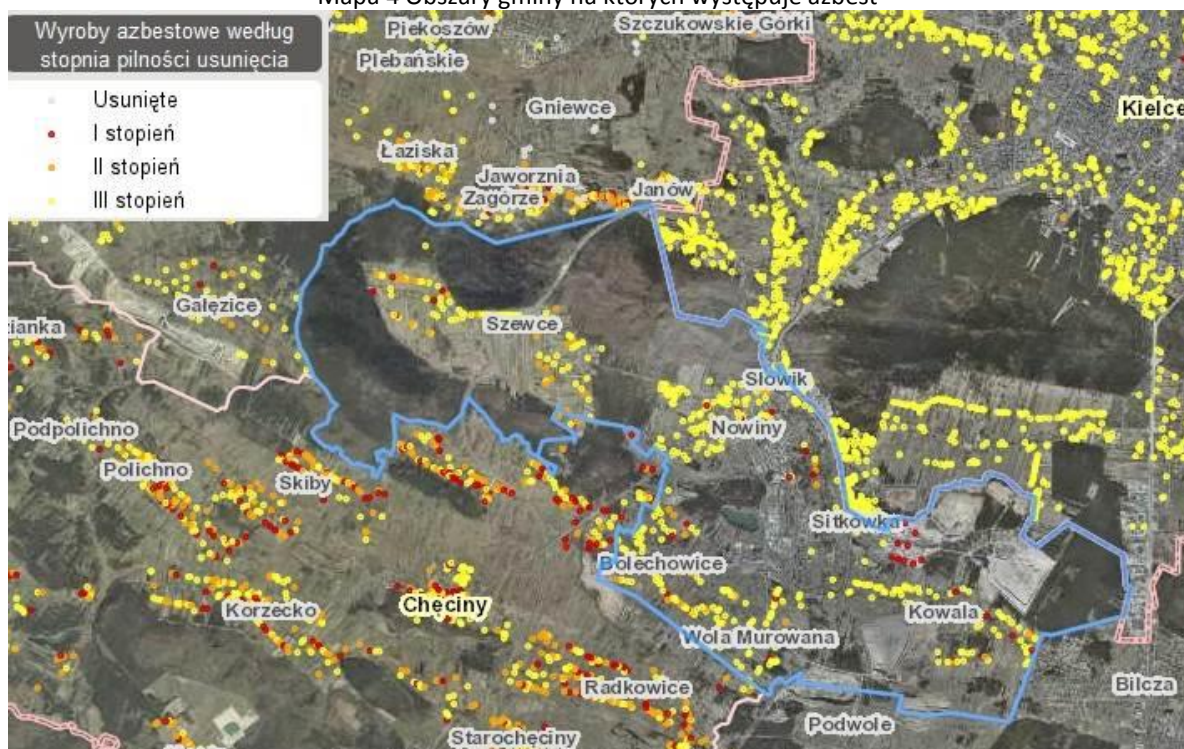 Mapa 4 Obszary gminy na których występuje azbest
Wyroby azbestowe według
stopnia pilności usunięcia
Usunięte
I stopień
II stopień
III stopień
Piekoszów
Plebańskie
Szczukowskie Górki
Gniewce
Kielce
Łaziska
Jaworznia
Zagórze
Janów
Gałęzice
zianka
Szewce
Słowik
Nowiny
Podpolichno
Polichno
Skiby
Sitkówka
Bolechowice
Korzecko
Chęciny
Kowala
Wola Murowana
Radkowice
Bilcza
Podwole
Starochęciny